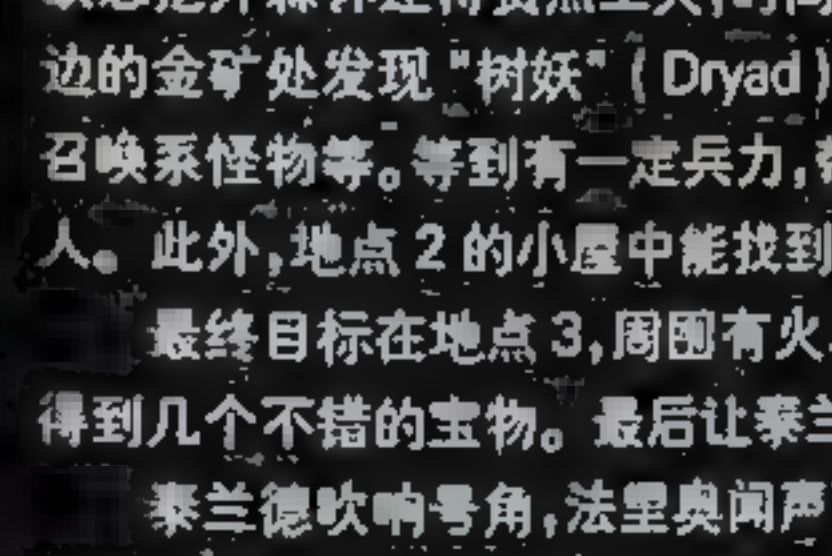 边的金矿处发现"树妖"(Dryad)
召唤系怪物等。等到有一定兵力,
人。此外,地点 2 的小屋中能找到
最终目标在地点 3,周围有火
得到几个不错的宝物。最后让泰兰
泰兰德吹响号角,法里奥闻声